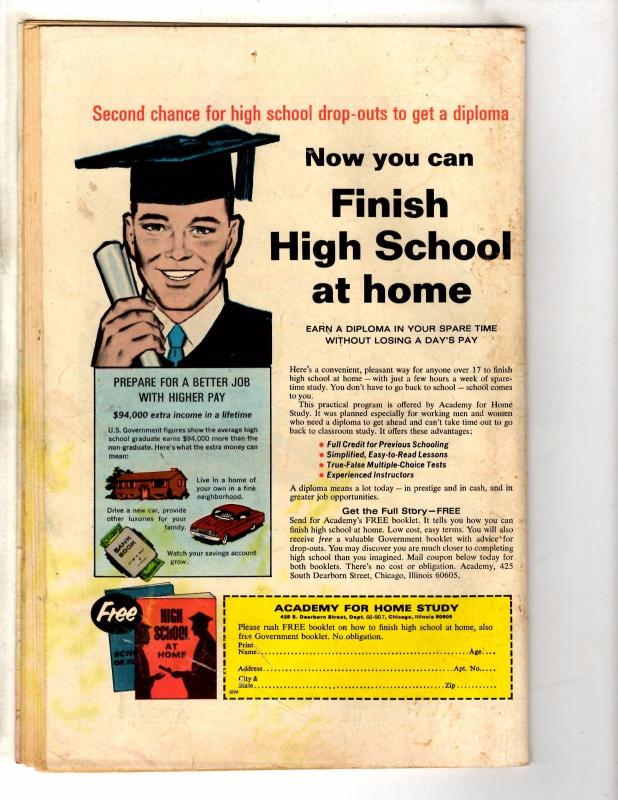 Second chance for high school drop-outs to get a diploma
Now you can
Finish
High School
at home
EARN A DIPLOMA IN YOUR SPARE TIME
WITHOUT LOSING A DAY'S PAY
PREPARE FOR A BETTER JOB
WITH HIGHER PAY
$94,000 extra income in a lifetime
U.S. Government figures show the average high
school graduate earns $94,000 more than the
non-graduate. Here's what the extra money can
mean:
Live in a home of
your own in a fine
neighborhood.
Drive a new car, provide
other luxuries for your
family.
BANK
BOOK
Watch your savings account
grow.
Here's a convenient, pleasant way for anyone over 17 to finish
high school at home – with just a few hours a week of spare-
time study. You don't have to go back to school – school comes
to you.
This practical program is offered by Academy for Home
Study. It was planned especially for working men and women
who need a diploma to get ahead and can't take time out to go
back to classroom study. It offers these advantages;
• Full Credit for Previous Schooling
• Simplified, Easy-to-Read Lessons
• True-False Multiple-Choice Tests
• Experienced Instructors
A diploma means a lot today – in prestige and in cash, and in
greater job opportunities.
Get the Full Story—FREE
Send for Academy's FREE booklet. It tells you how you can
finish high school at home. Low cost, easy terms. You will also
receive free a valuable Government booklet with advice for
drop-outs. You may discover you are much closer to completing
high school than you imagined. Mail coupon below today for
both booklets. There's no cost or obligation. Academy, 425
South Dearborn Street, Chicago, Illinois 60605.
Free
HIGH
SCHOOL
AT
HOME
ACADEMY FOR HOME STUDY
425 S. Dearborn Street, Dept. 56-907, Chicago, Illinois 60605
Please rush FREE booklet on how to finish high school at home, also
free Government booklet. No obligation.
Print
Name Age
Address Apt. No.
City &
State Zip